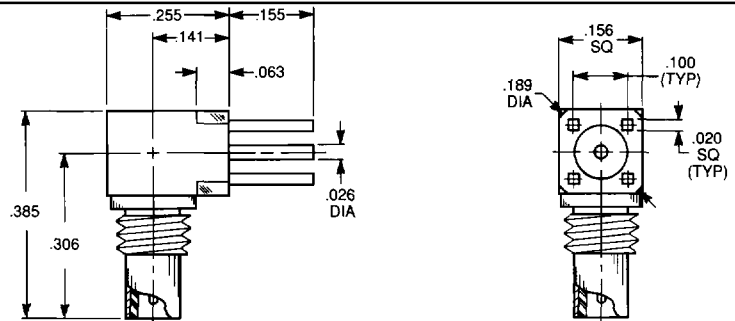 .255
.155
.141
.063
.385
.306
.026
DIA
.156
SQ
.100
(TYP)
.189
DIA
.020
SQ
(TYP)